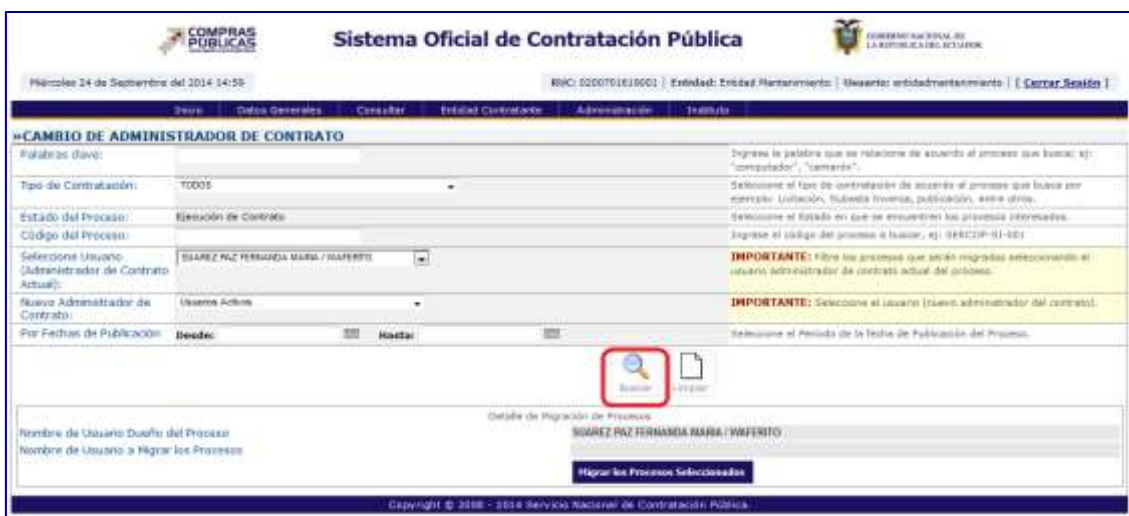 COMPRAS PÚBLICAS
Sistema Oficial de Contratación Pública
GOBIERNO NACIONAL DE
LA REPÚBLICA DEL ECUADOR
Miércoles 24 de Septiembre del 2014 14:59
Entidad: Entidad Mantenimiento | Usuario: entidadmantenimiento | [ Cerrar Sesión ]
Inicio Datos Generales Consultar Entidad Contratante Administración Instituto
»CAMBIO DE ADMINISTRADOR DE CONTRATO
Palabras clave:
Ingrese la palabra que se relacione de acuerdo al proceso que busca; ej: "computador", "camarón".
Tipo de Contratación: TODOS
Seleccione el tipo de contratación de acuerdo al proceso que busca por ejemplo: Licitación, Subasta Inversa, publicación, entre otros.
Estado del Proceso: Ejecución de Contrato
Seleccione el Estado en que se encuentren los procesos interesados.
Código del Proceso:
Ingrese el código del proceso a buscar, ej: SERCOP-SI-001
Seleccione Usuario (Administrador de Contrato Actual): SUAREZ PAZ FERNANDA MARIA / WAFERITO
IMPORTANTE: Filtre los procesos que serán migrados seleccionando el usuario administrador de contrato actual del proceso.
Nuevo Administrador de Contrato: Usuarios Activos
IMPORTANTE: Seleccione el usuario (nuevo administrador del contrato).
Por Fechas de Publicación Desde: Hasta:
Seleccione el Periodo de la fecha de Publicación del Proceso.
Buscar Limpiar
Detalle de Migración de Procesos
Nombre de Usuario Dueño del Proceso SUAREZ PAZ FERNANDA MARIA / WAFERITO
Nombre de Usuario a Migrar los Procesos
Migrar los Procesos Seleccionados
Copyright © 2008 - 2014 Servicio Nacional de Contratación Pública.